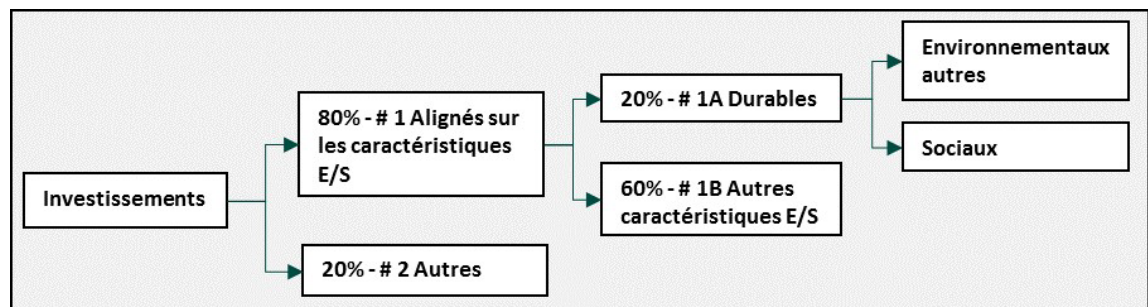 Investissements
80% - # 1 Alignés sur
les caractéristiques
E/S
20% - # 2 Autres
20% - # 1A Durables
60% - # 1B Autres
caractéristiques E/S
Environnementaux
autres
Sociaux